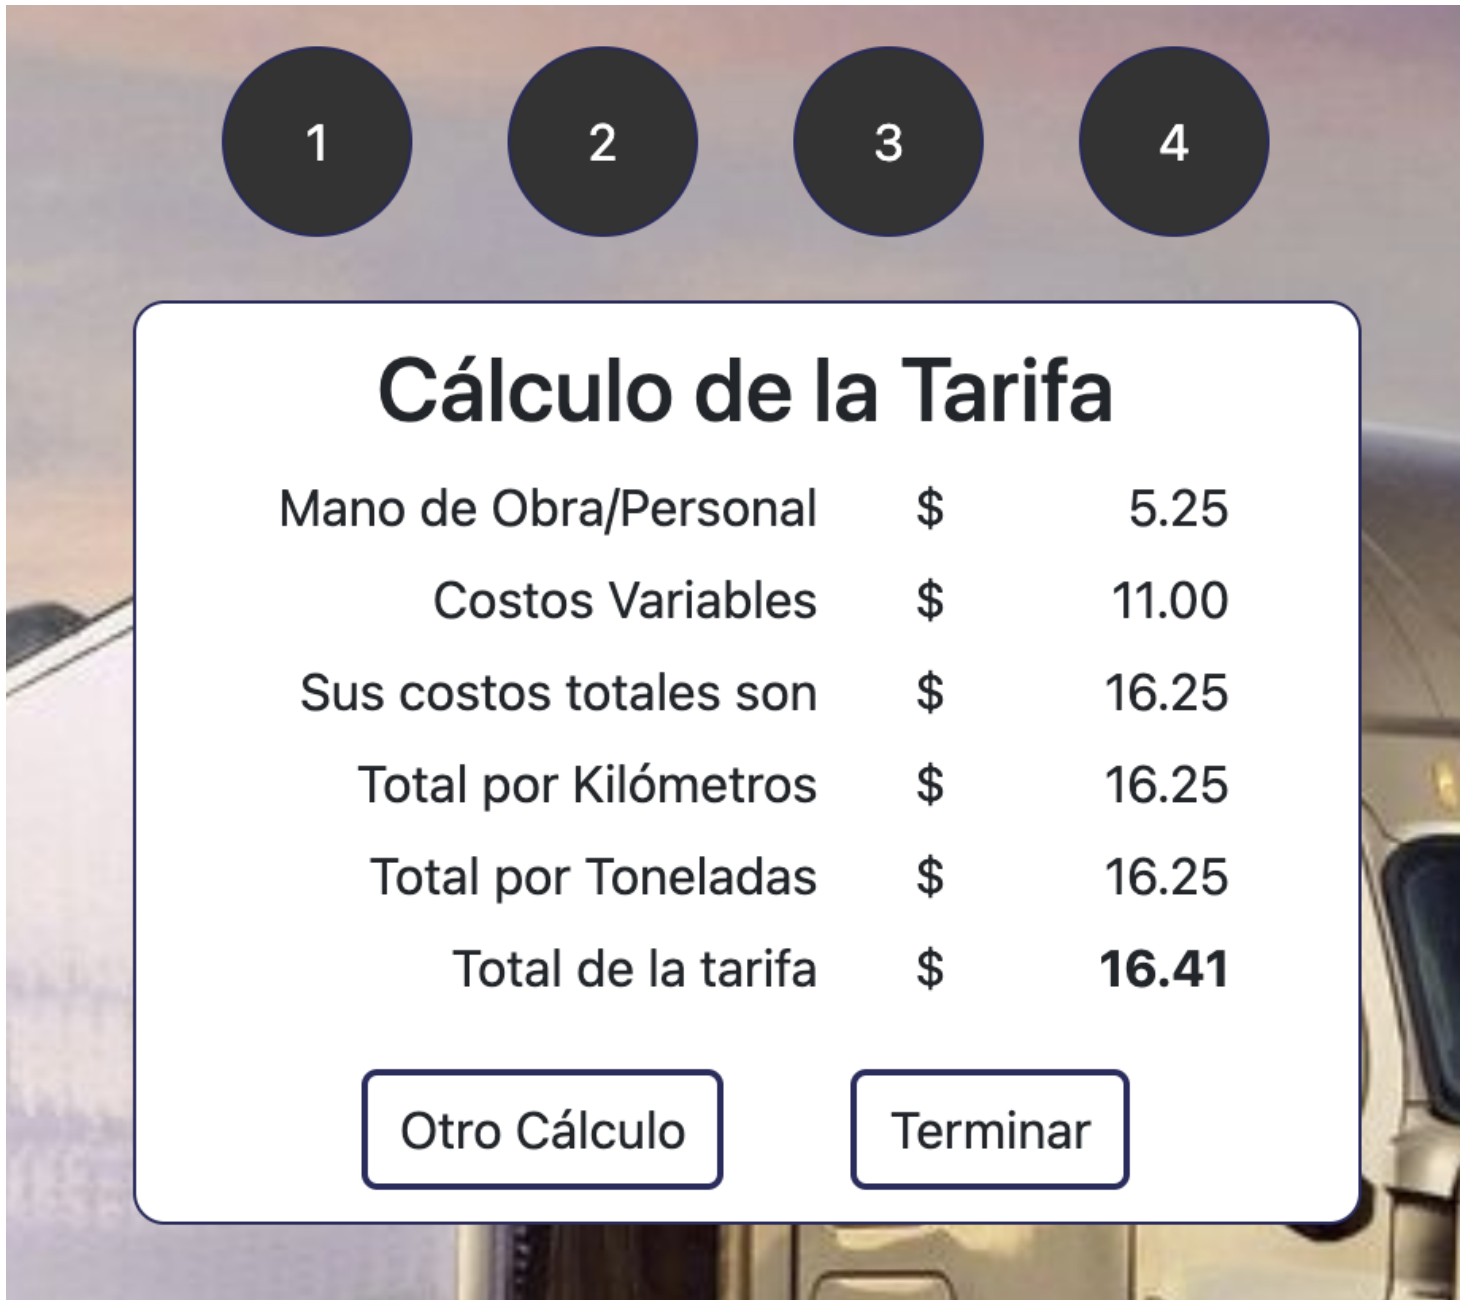 1 2 3 4
Cálculo de la Tarifa
Mano de Obra/Personal $ 5.25
Costos Variables $ 11.00
Sus costos totales son $ 16.25
Total por Kilómetros $ 16.25
Total por Toneladas $ 16.25
Total de la tarifa $ 16.41
Otro Cálculo Terminar